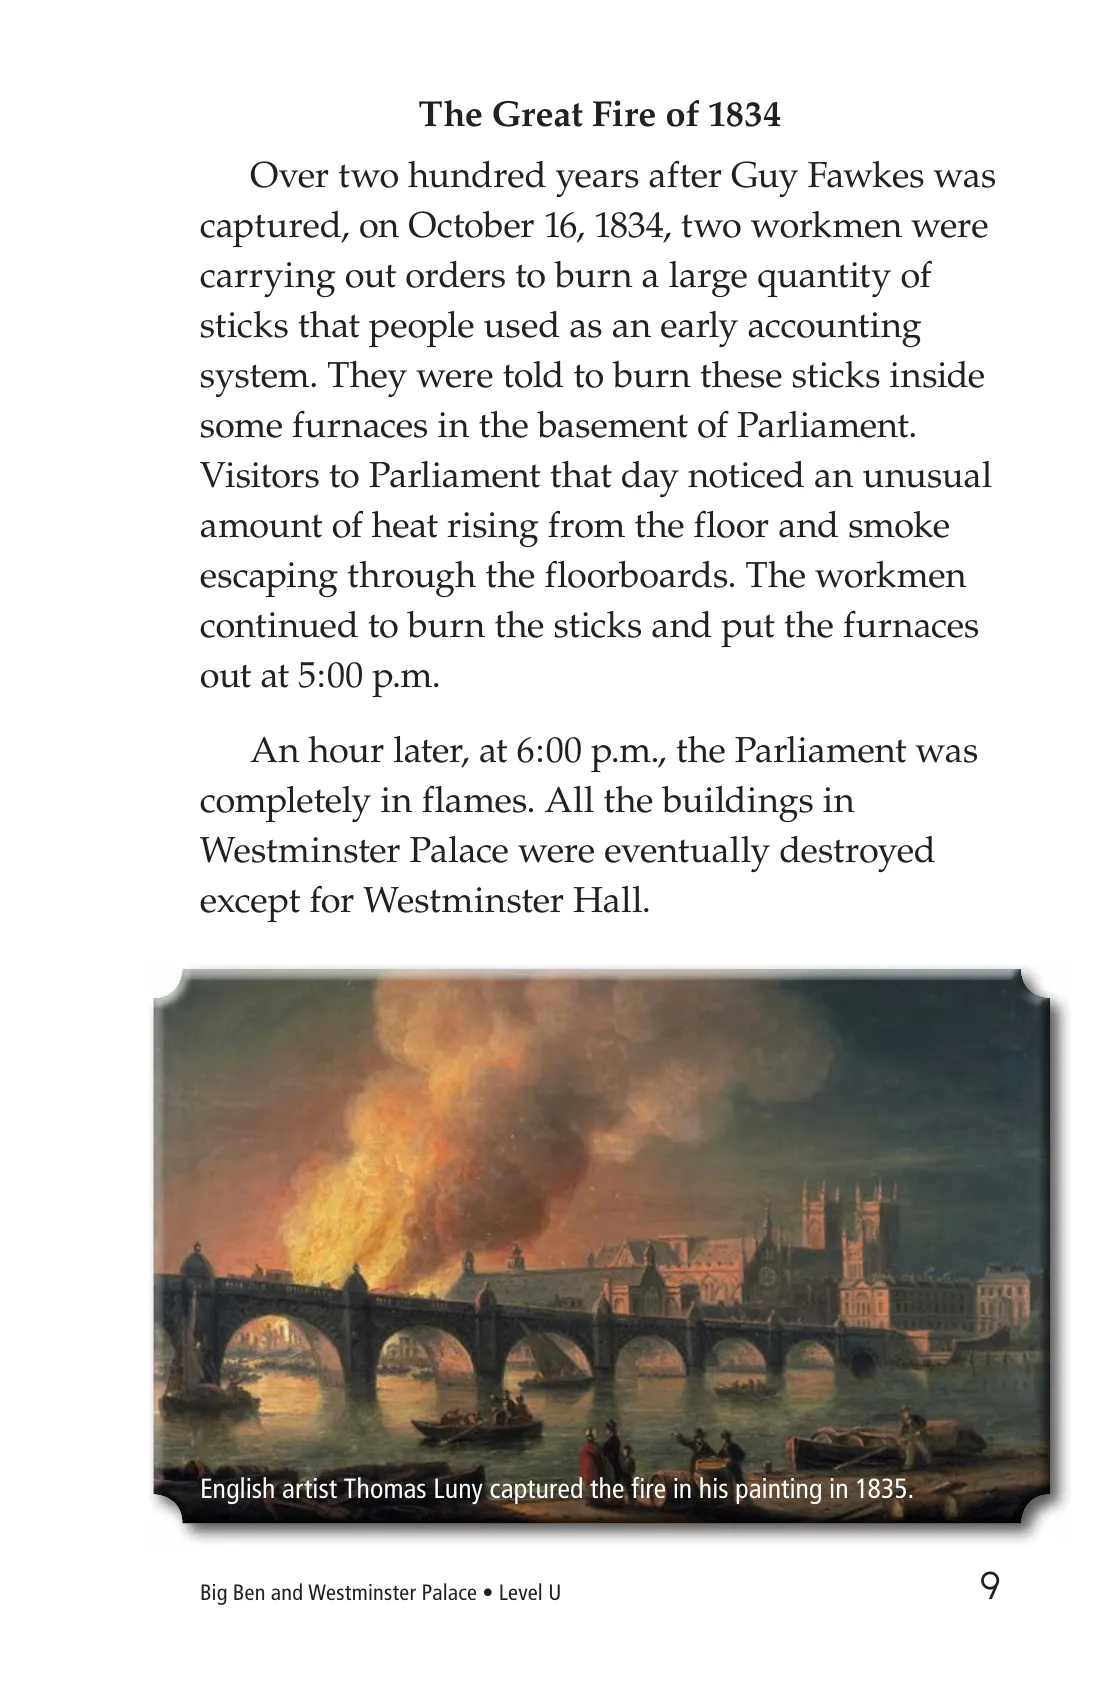 The Great Fire of 1834
Over two hundred years after Guy Fawkes was
captured, on October 16, 1834, two workmen were
carrying out orders to burn a large quantity of
sticks that people used as an early accounting
system. They were told to burn these sticks inside
some furnaces in the basement of Parliament.
Visitors to Parliament that day noticed an unusual
amount of heat rising from the floor and smoke
escaping through the floorboards. The workmen
continued to burn the sticks and put the furnaces
out at 5:00 p.m.
An hour later, at 6:00 p.m., the Parliament was
completely in flames. All the buildings in
Westminster Palace were eventually destroyed
except for Westminster Hall.
English artist Thomas Luny captured the fire in his painting in 1835.
Big Ben and Westminster Palace • Level U
9